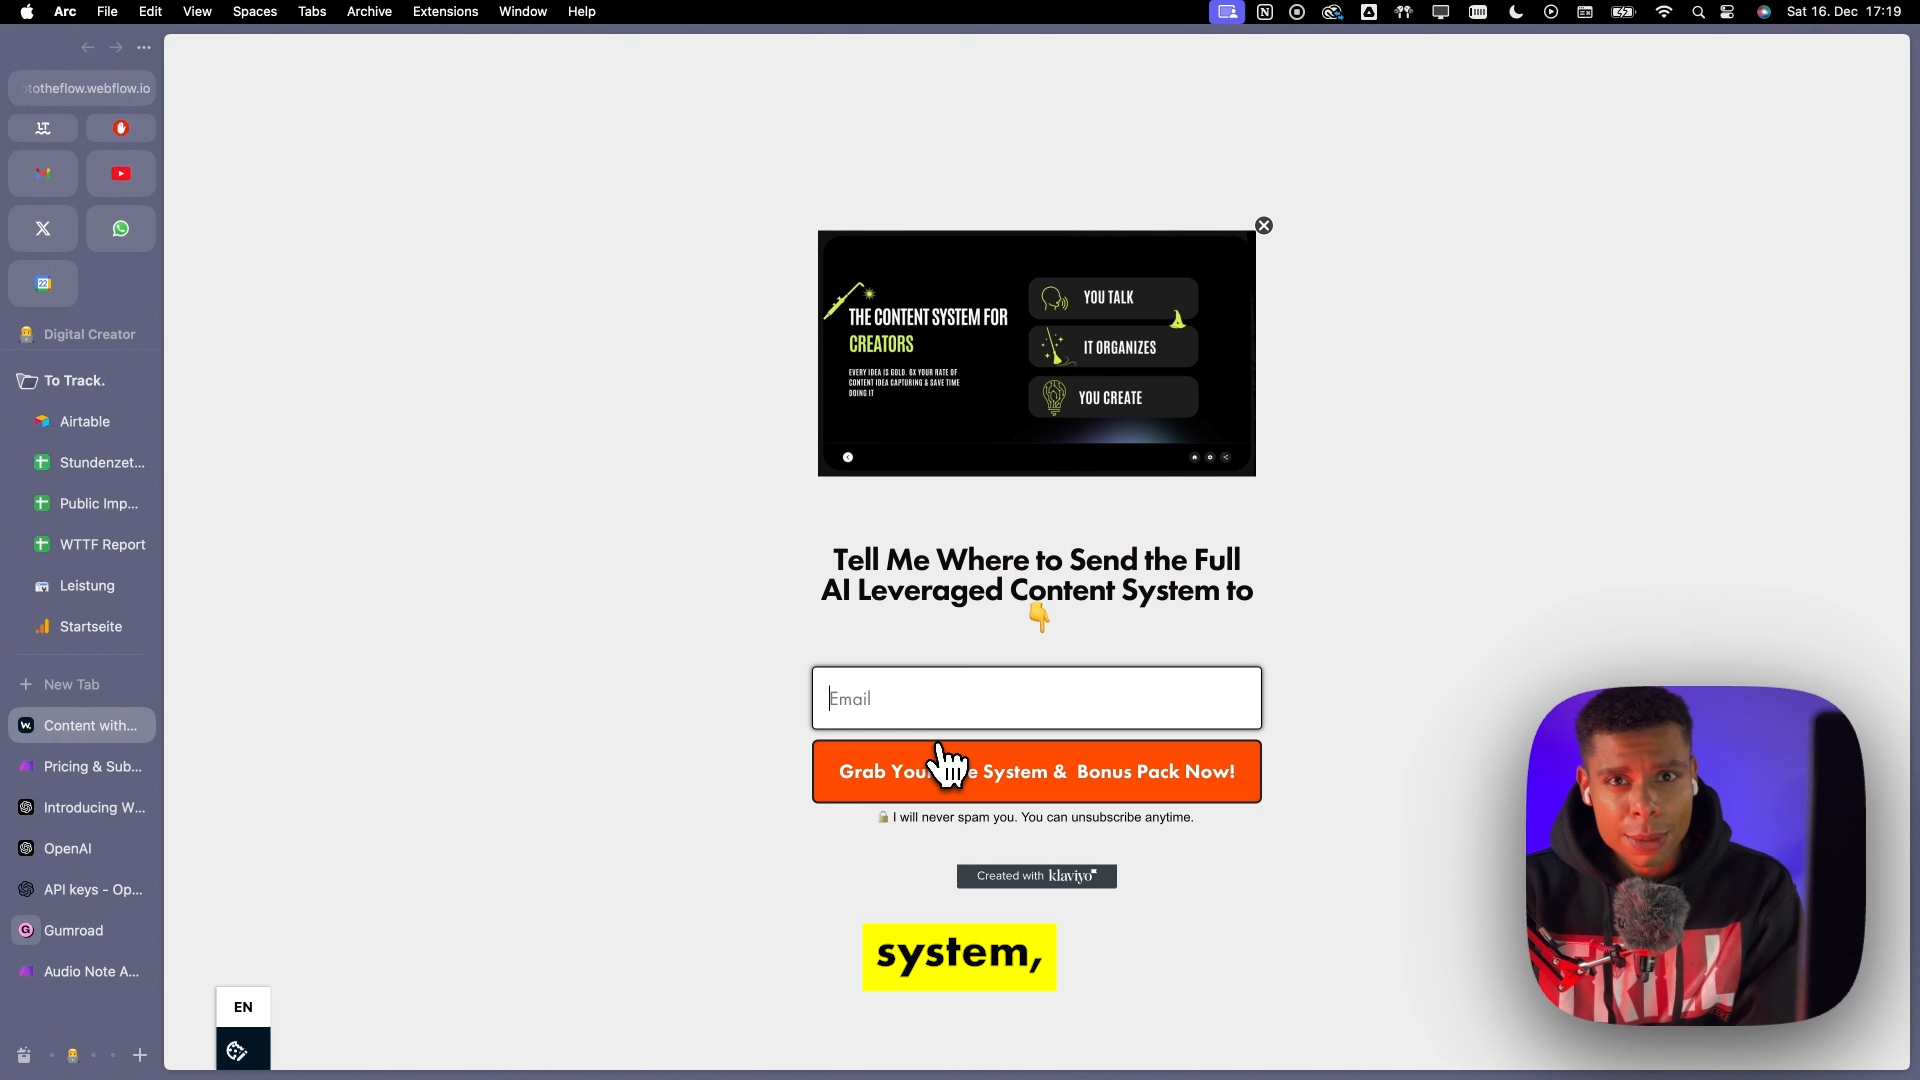 Arc File Edit View Spaces Tabs Archive Extensions Window Help
Sat 16. Dec 17:19
totheflow.webflow.io
22
Digital Creator
To Track.
Airtable
Stundenzet...
Public Imp...
WTTF Report
Leistung
Startseite
New Tab
Content with...
Pricing & Sub...
Introducing W...
OpenAI
API keys - Op...
Gumroad
Audio Note A...
EN
THE CONTENT SYSTEM FOR
CREATORS
EVERY IDEA IS GOLD. 6X YOUR RATE OF
CONTENT IDEA CAPTURING & SAVE TIME
DOING IT
YOU TALK
IT ORGANIZES
YOU CREATE
Tell Me Where to Send the Full
AI Leveraged Content System to
Email
Grab You e System & Bonus Pack Now!
I will never spam you. You can unsubscribe anytime.
Created with klaviyo
system,